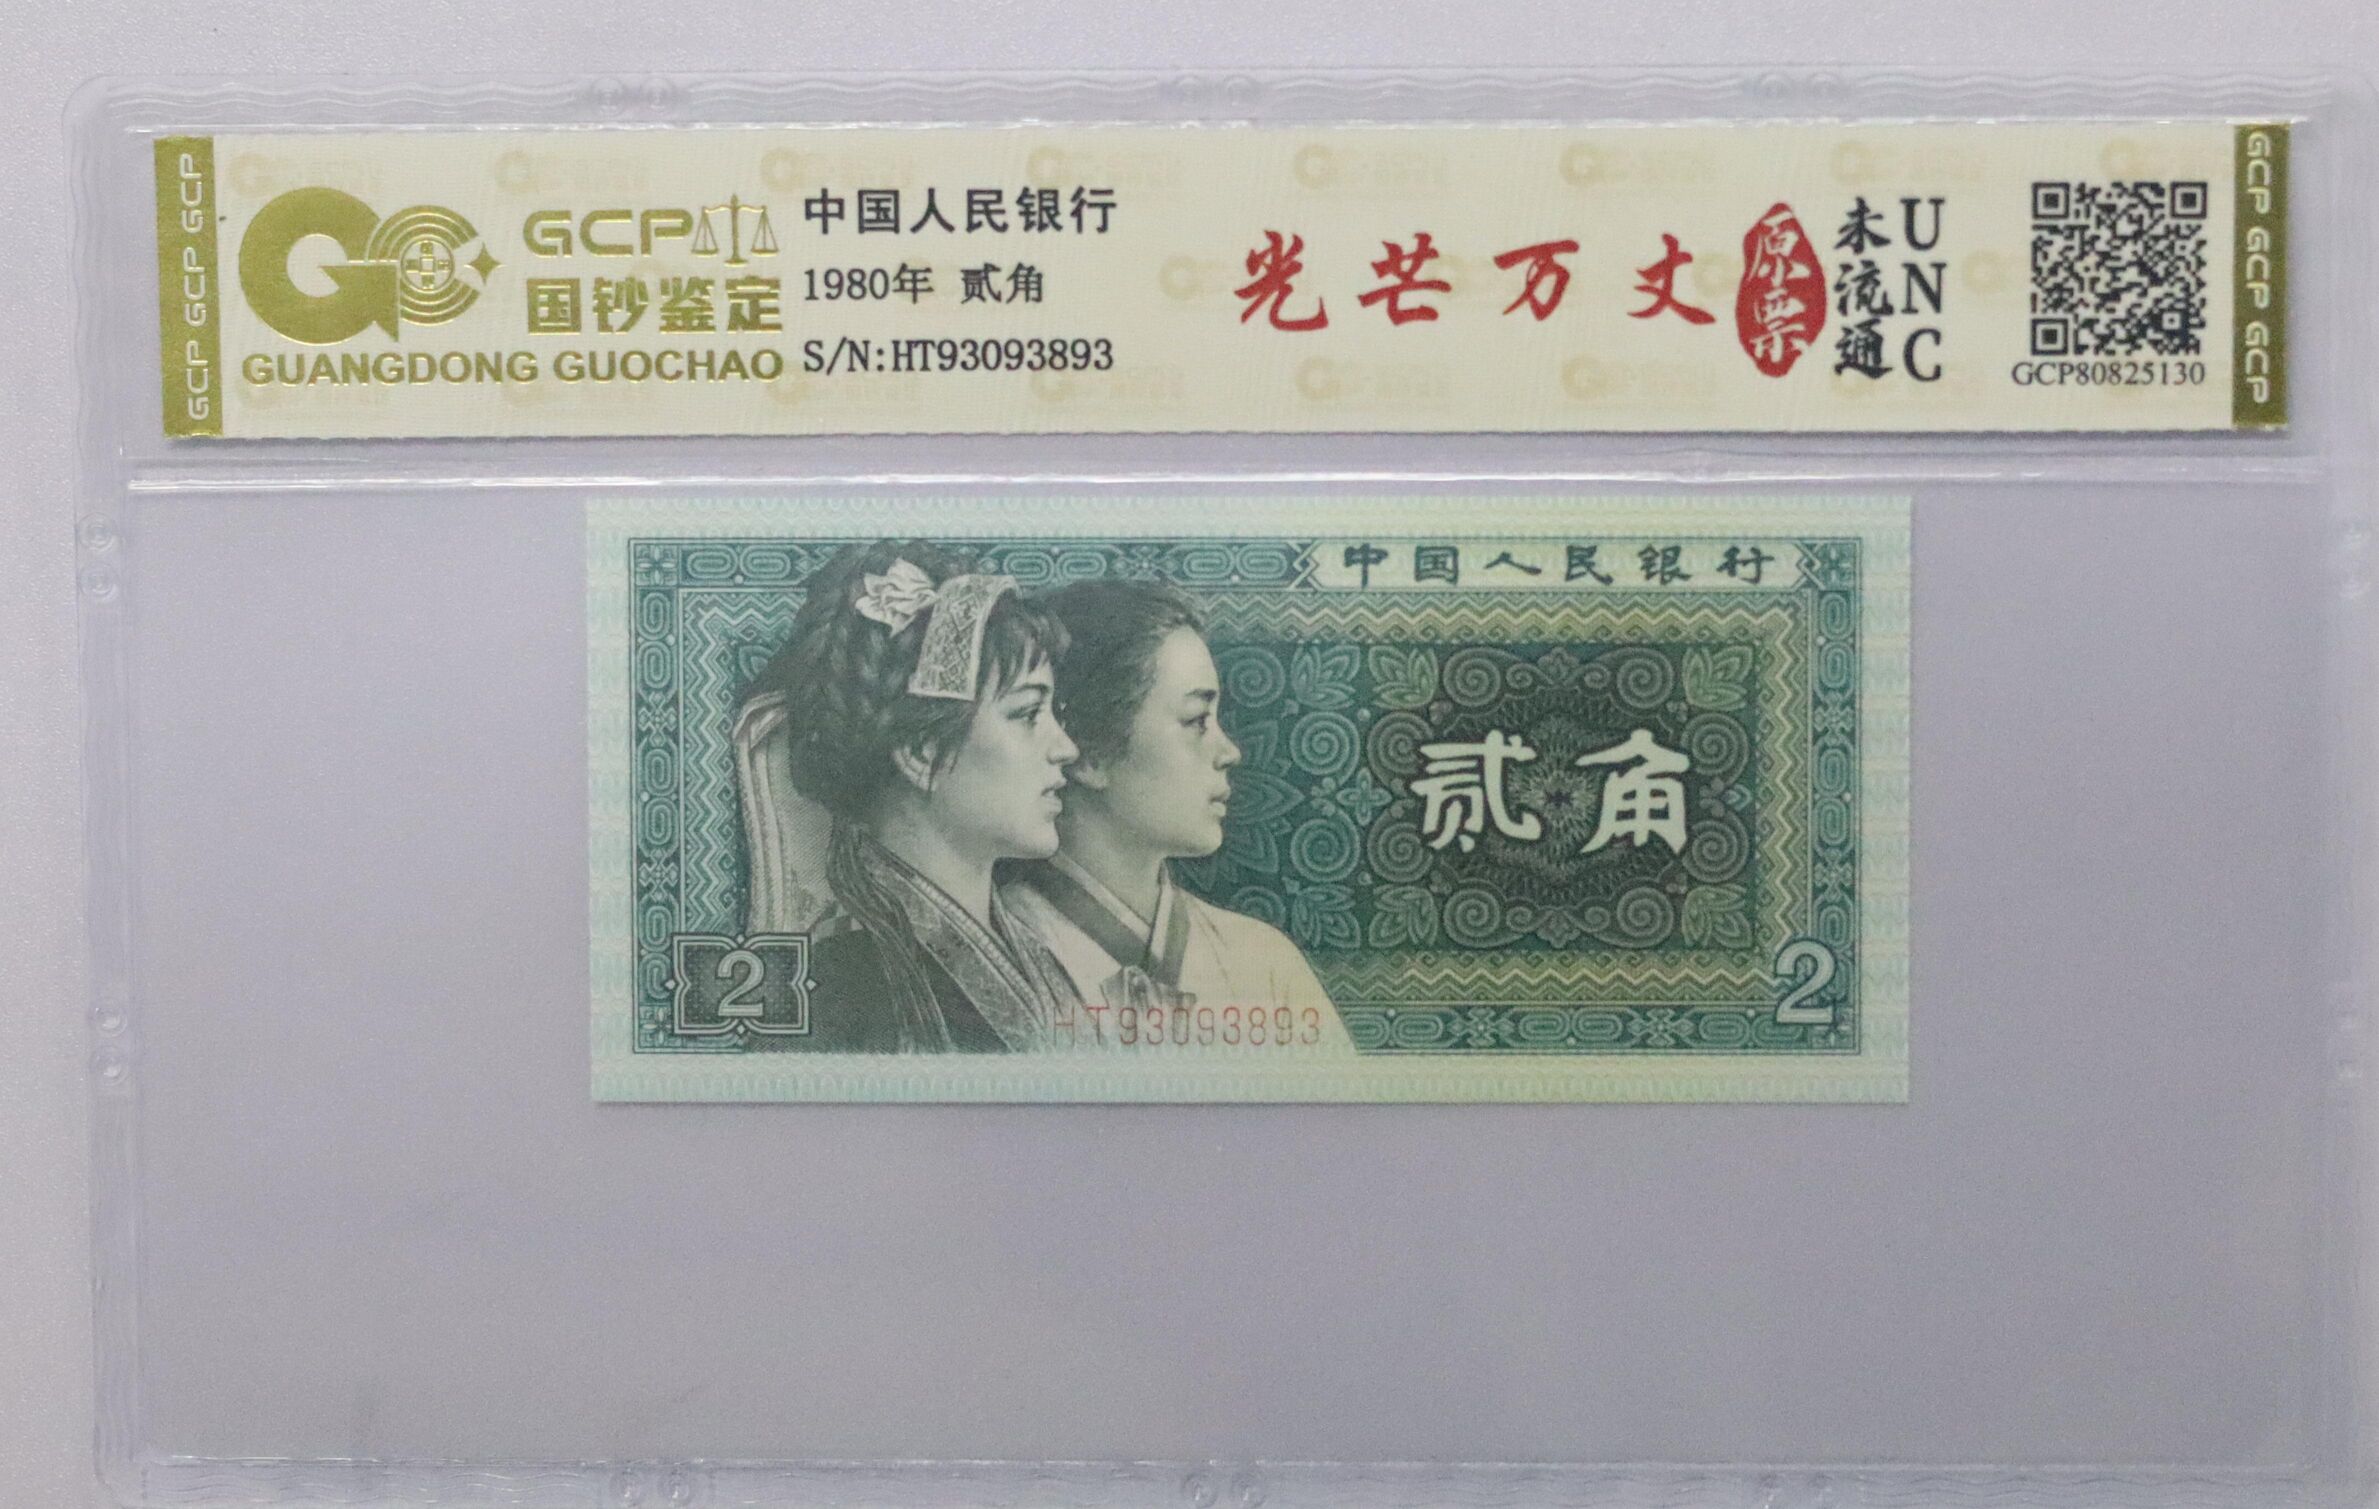 GCP GCP GCP
GCP
国钞鉴定
GUANGDONG GUOCHAO
中国人民银行
1980年 贰角
S/N:HT93093893
光芒万丈
原票
未流通
UNC
GCP80825130
GCP GCP GCP
中国人民银行
贰角
2
2
HT93093893